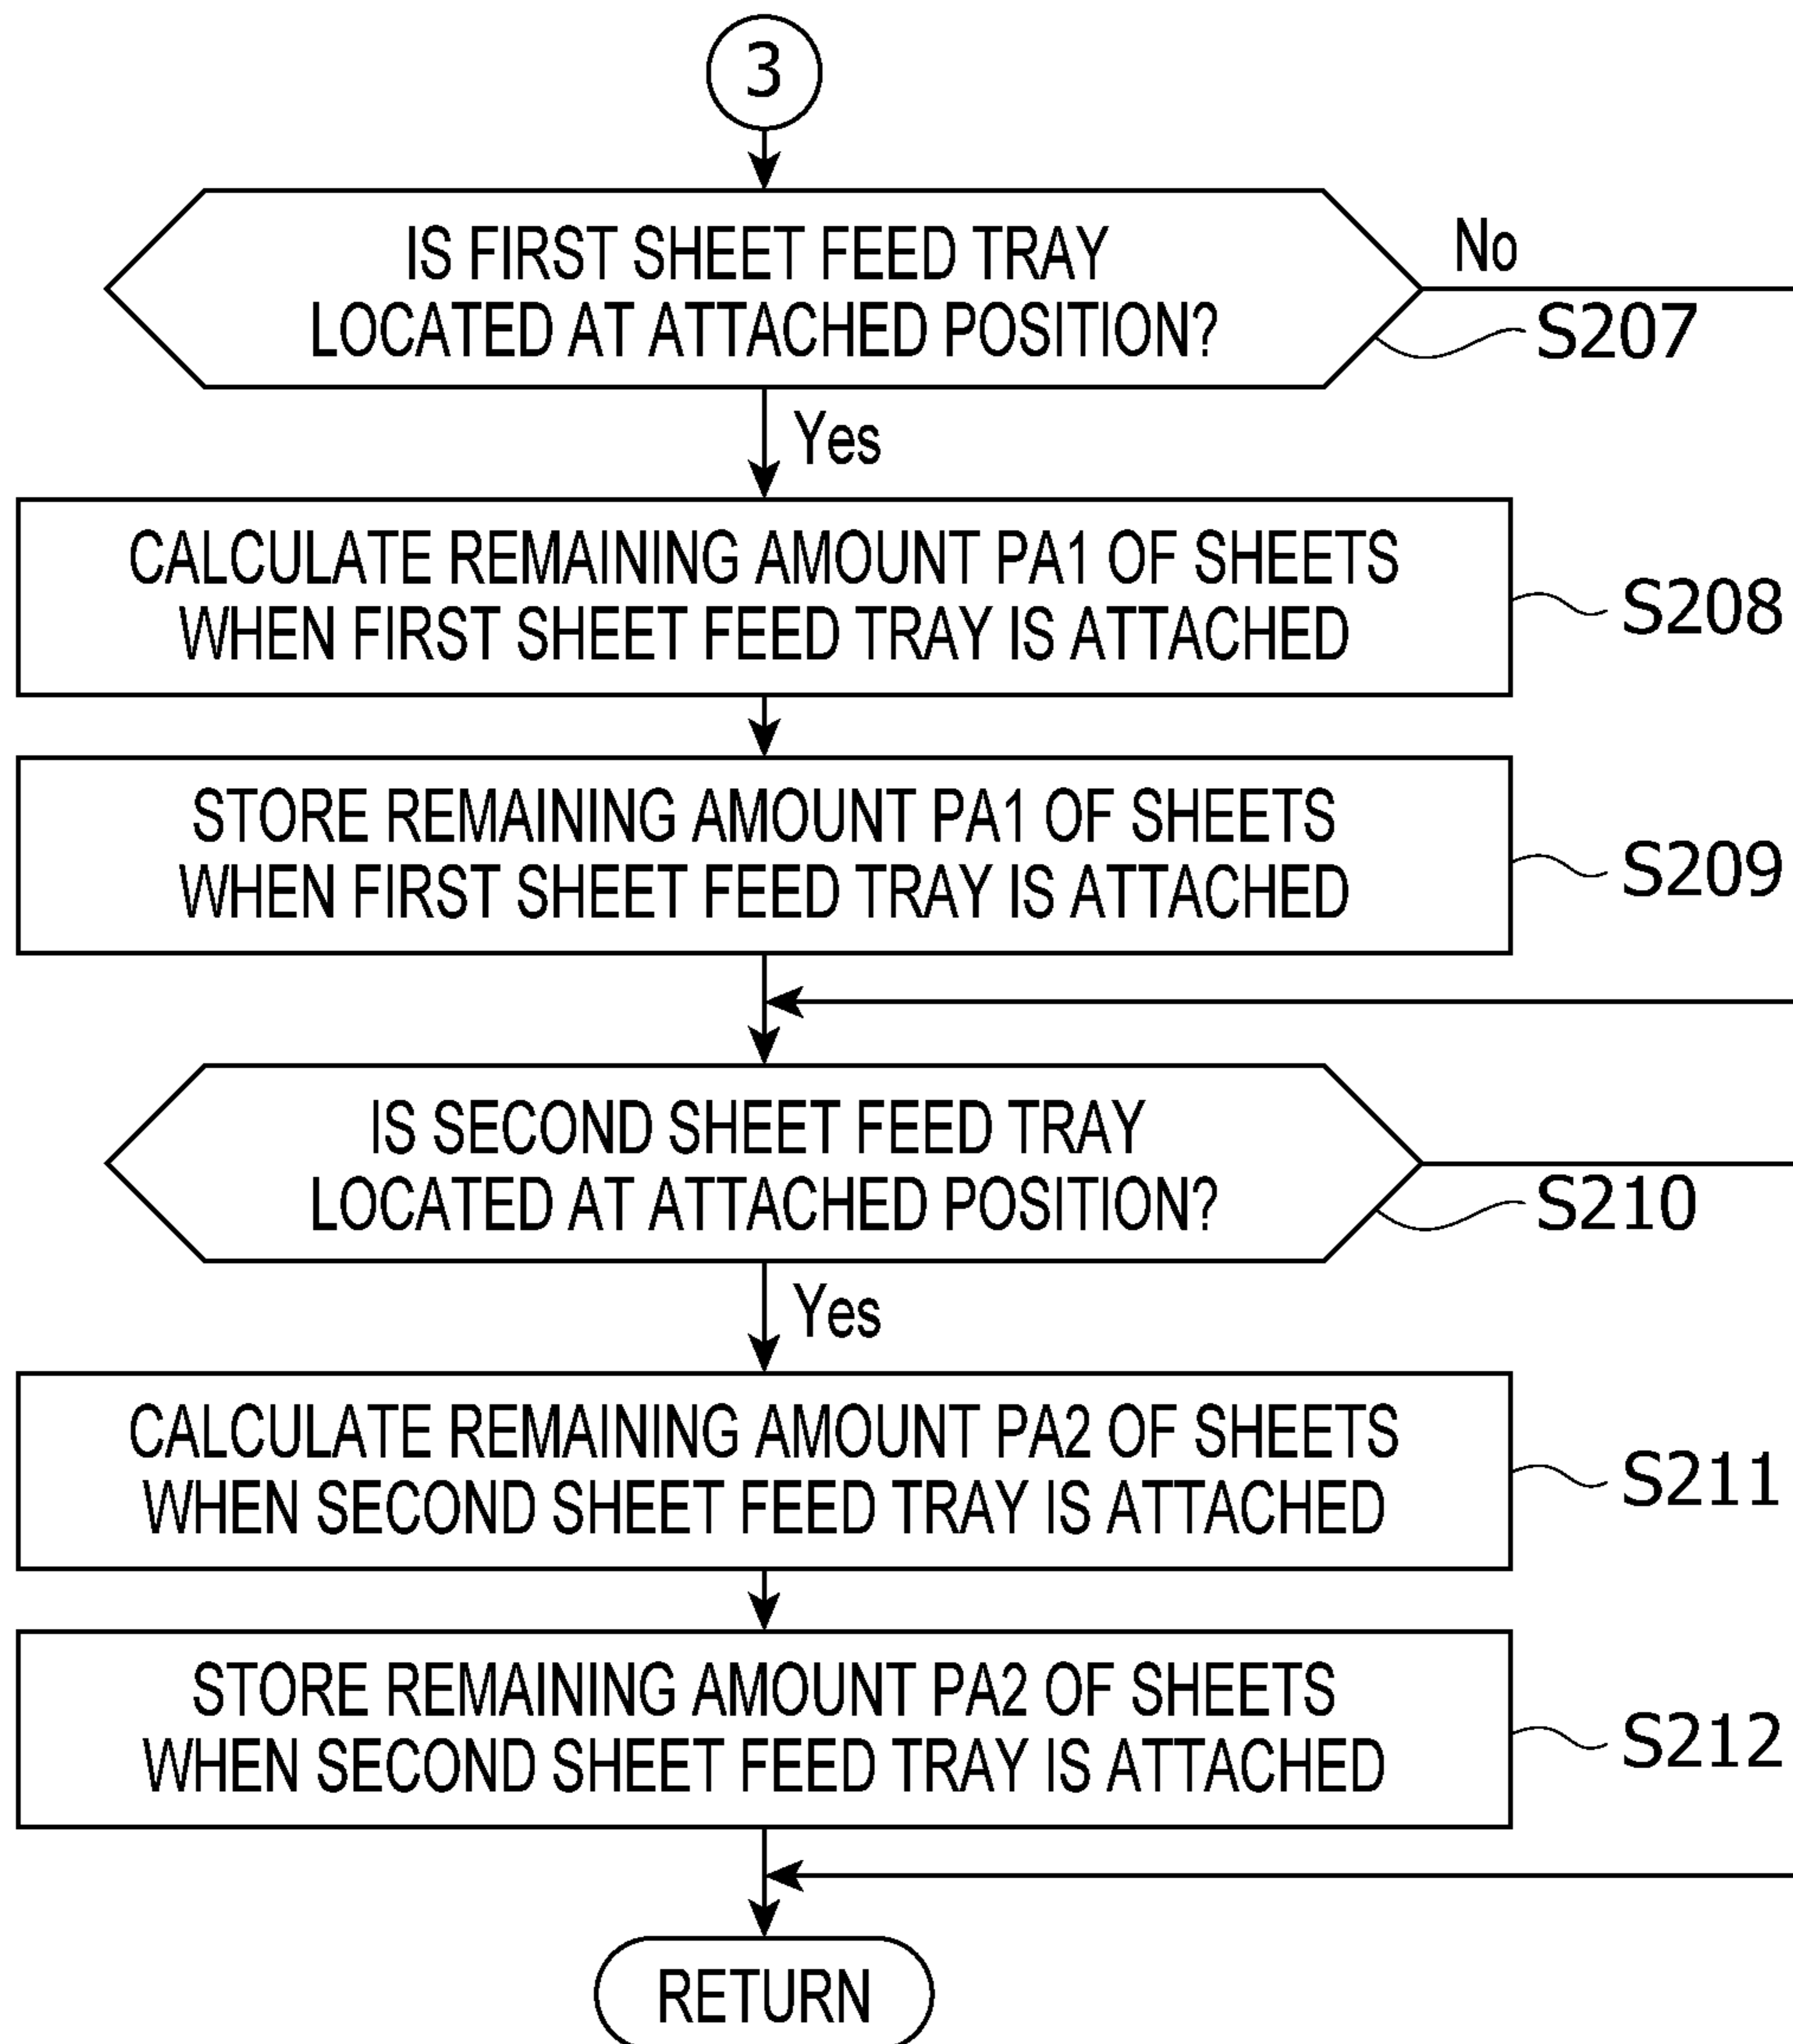 3
IS FIRST SHEET FEED TRAY
LOCATED AT ATTACHED POSITION?
No
S207
Yes
CALCULATE REMAINING AMOUNT PA1 OF SHEETS
WHEN FIRST SHEET FEED TRAY IS ATTACHED
S208
STORE REMAINING AMOUNT PA1 OF SHEETS
WHEN FIRST SHEET FEED TRAY IS ATTACHED
S209
IS SECOND SHEET FEED TRAY
LOCATED AT ATTACHED POSITION?
S210
Yes
CALCULATE REMAINING AMOUNT PA2 OF SHEETS
WHEN SECOND SHEET FEED TRAY IS ATTACHED
S211
STORE REMAINING AMOUNT PA2 OF SHEETS
WHEN SECOND SHEET FEED TRAY IS ATTACHED
S212
RETURN